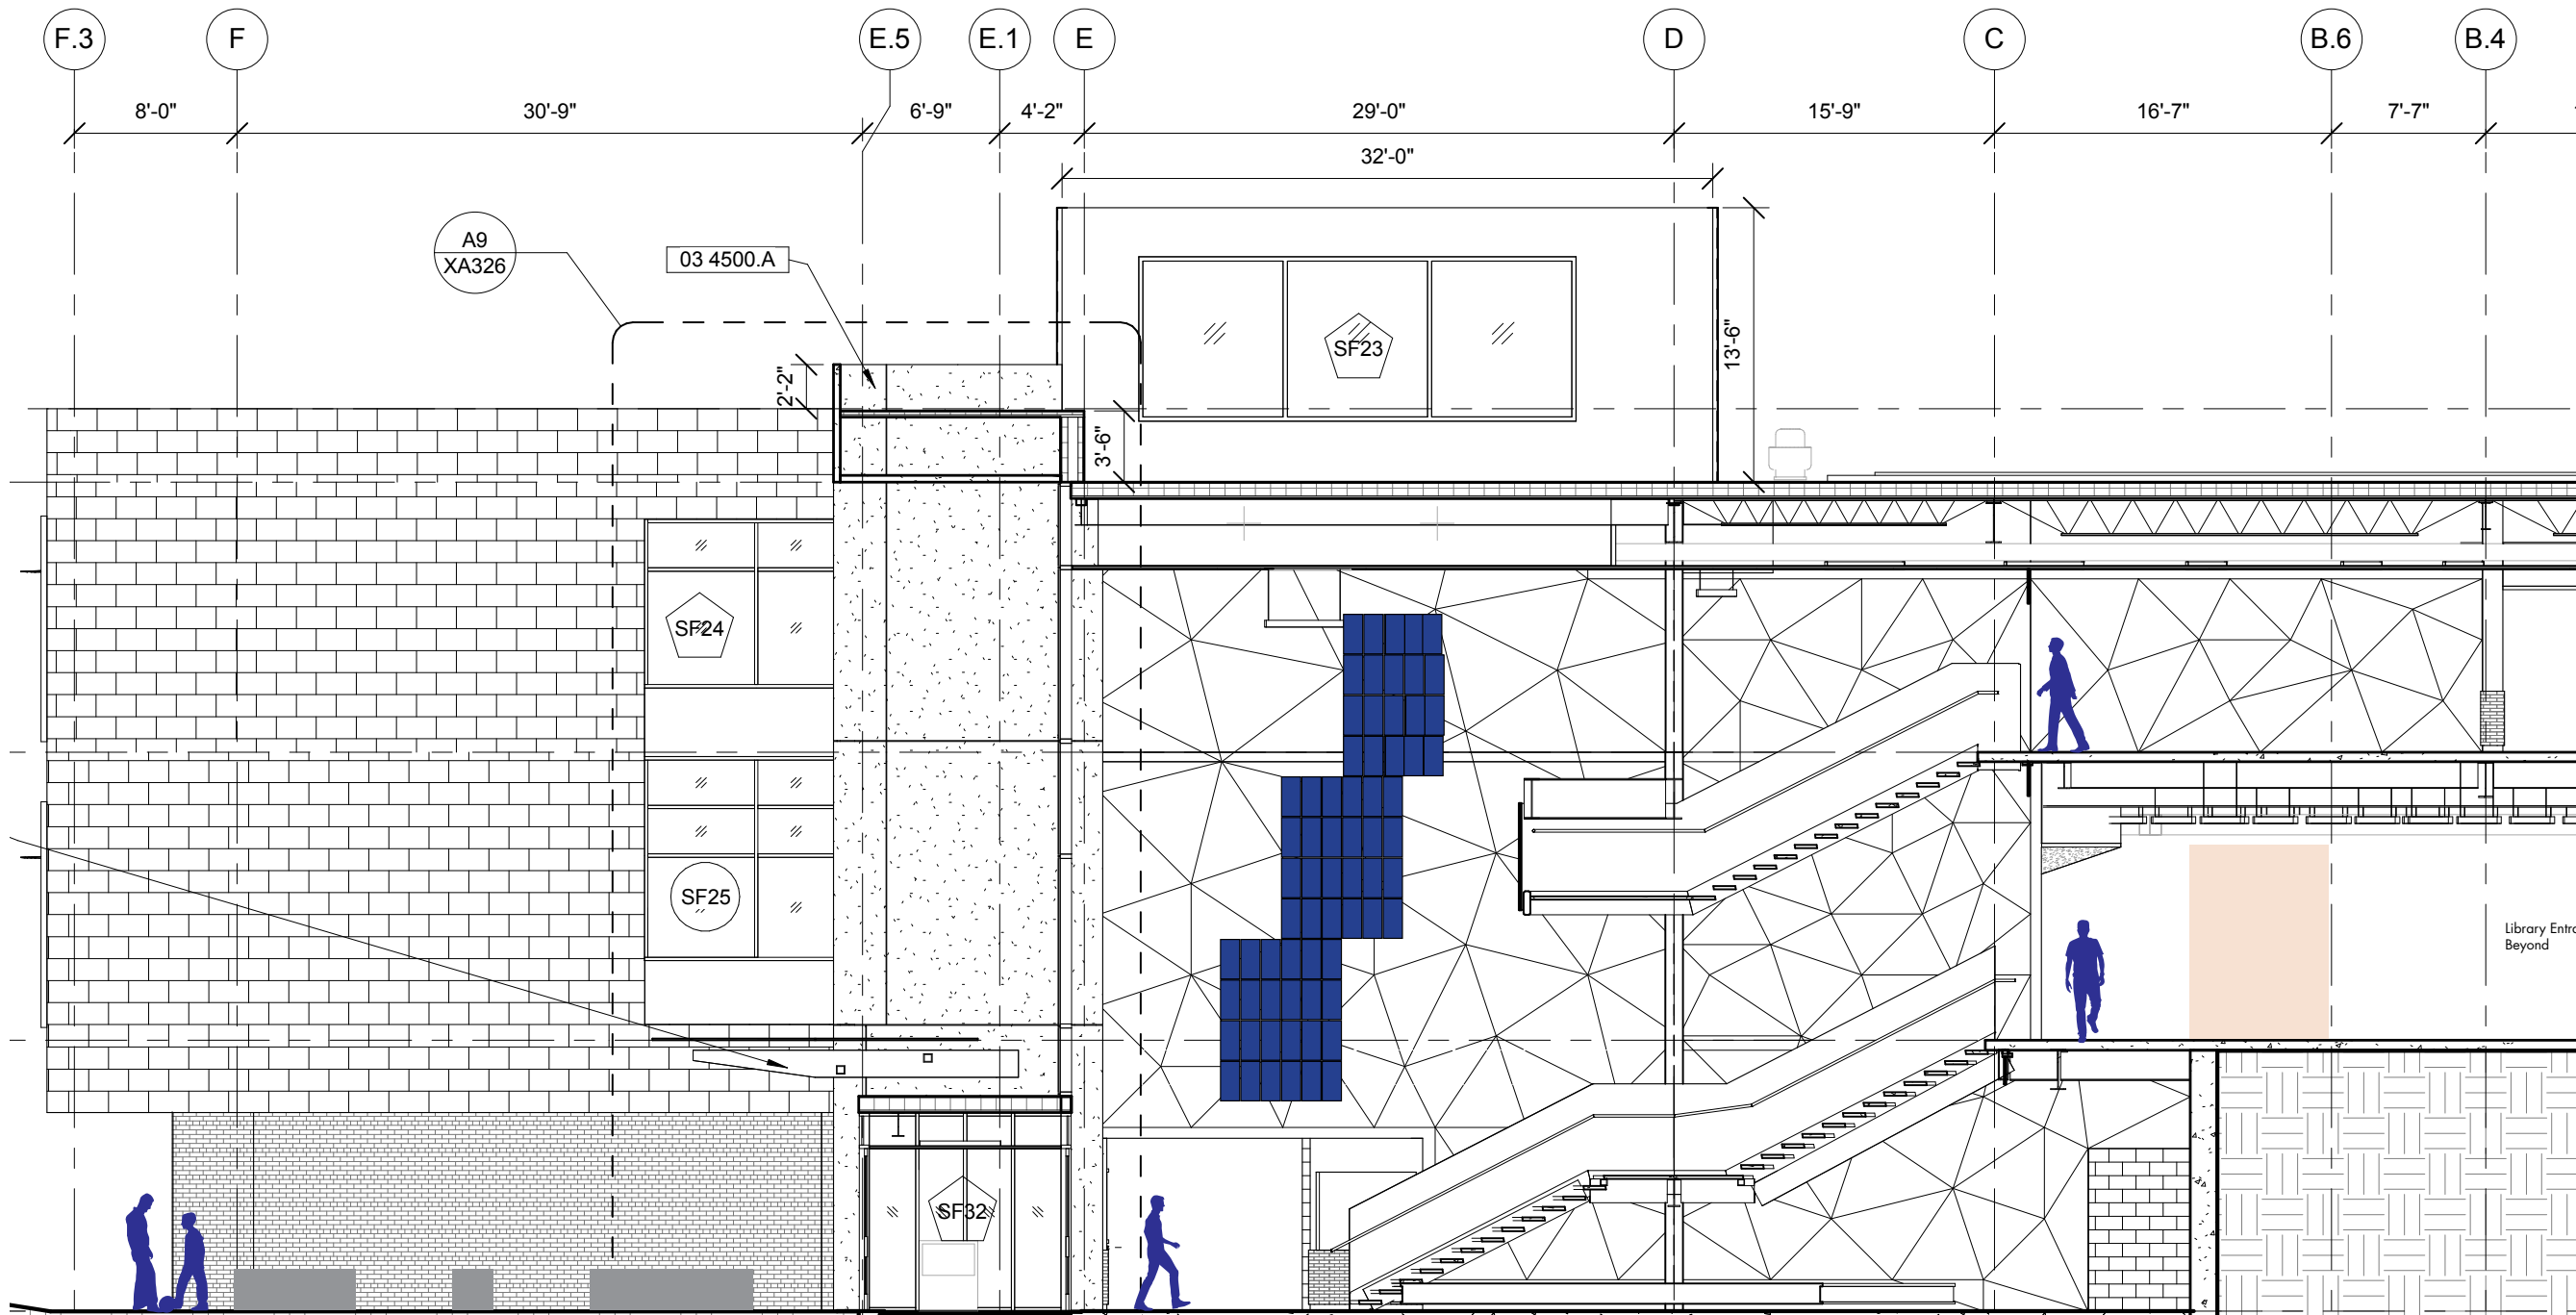 F.3
F
E.5
E.1
E
D
C
B.6
B.4
8'-0"
30'-9"
6'-9"
4'-2"
29'-0"
15'-9"
16'-7"
7'-7"
32'-0"
A9
XA326
03 4500.A
SF23
13'-6"
2'-2"
3'-6"
SF24
SF25
Library Entra
Beyond
SF32